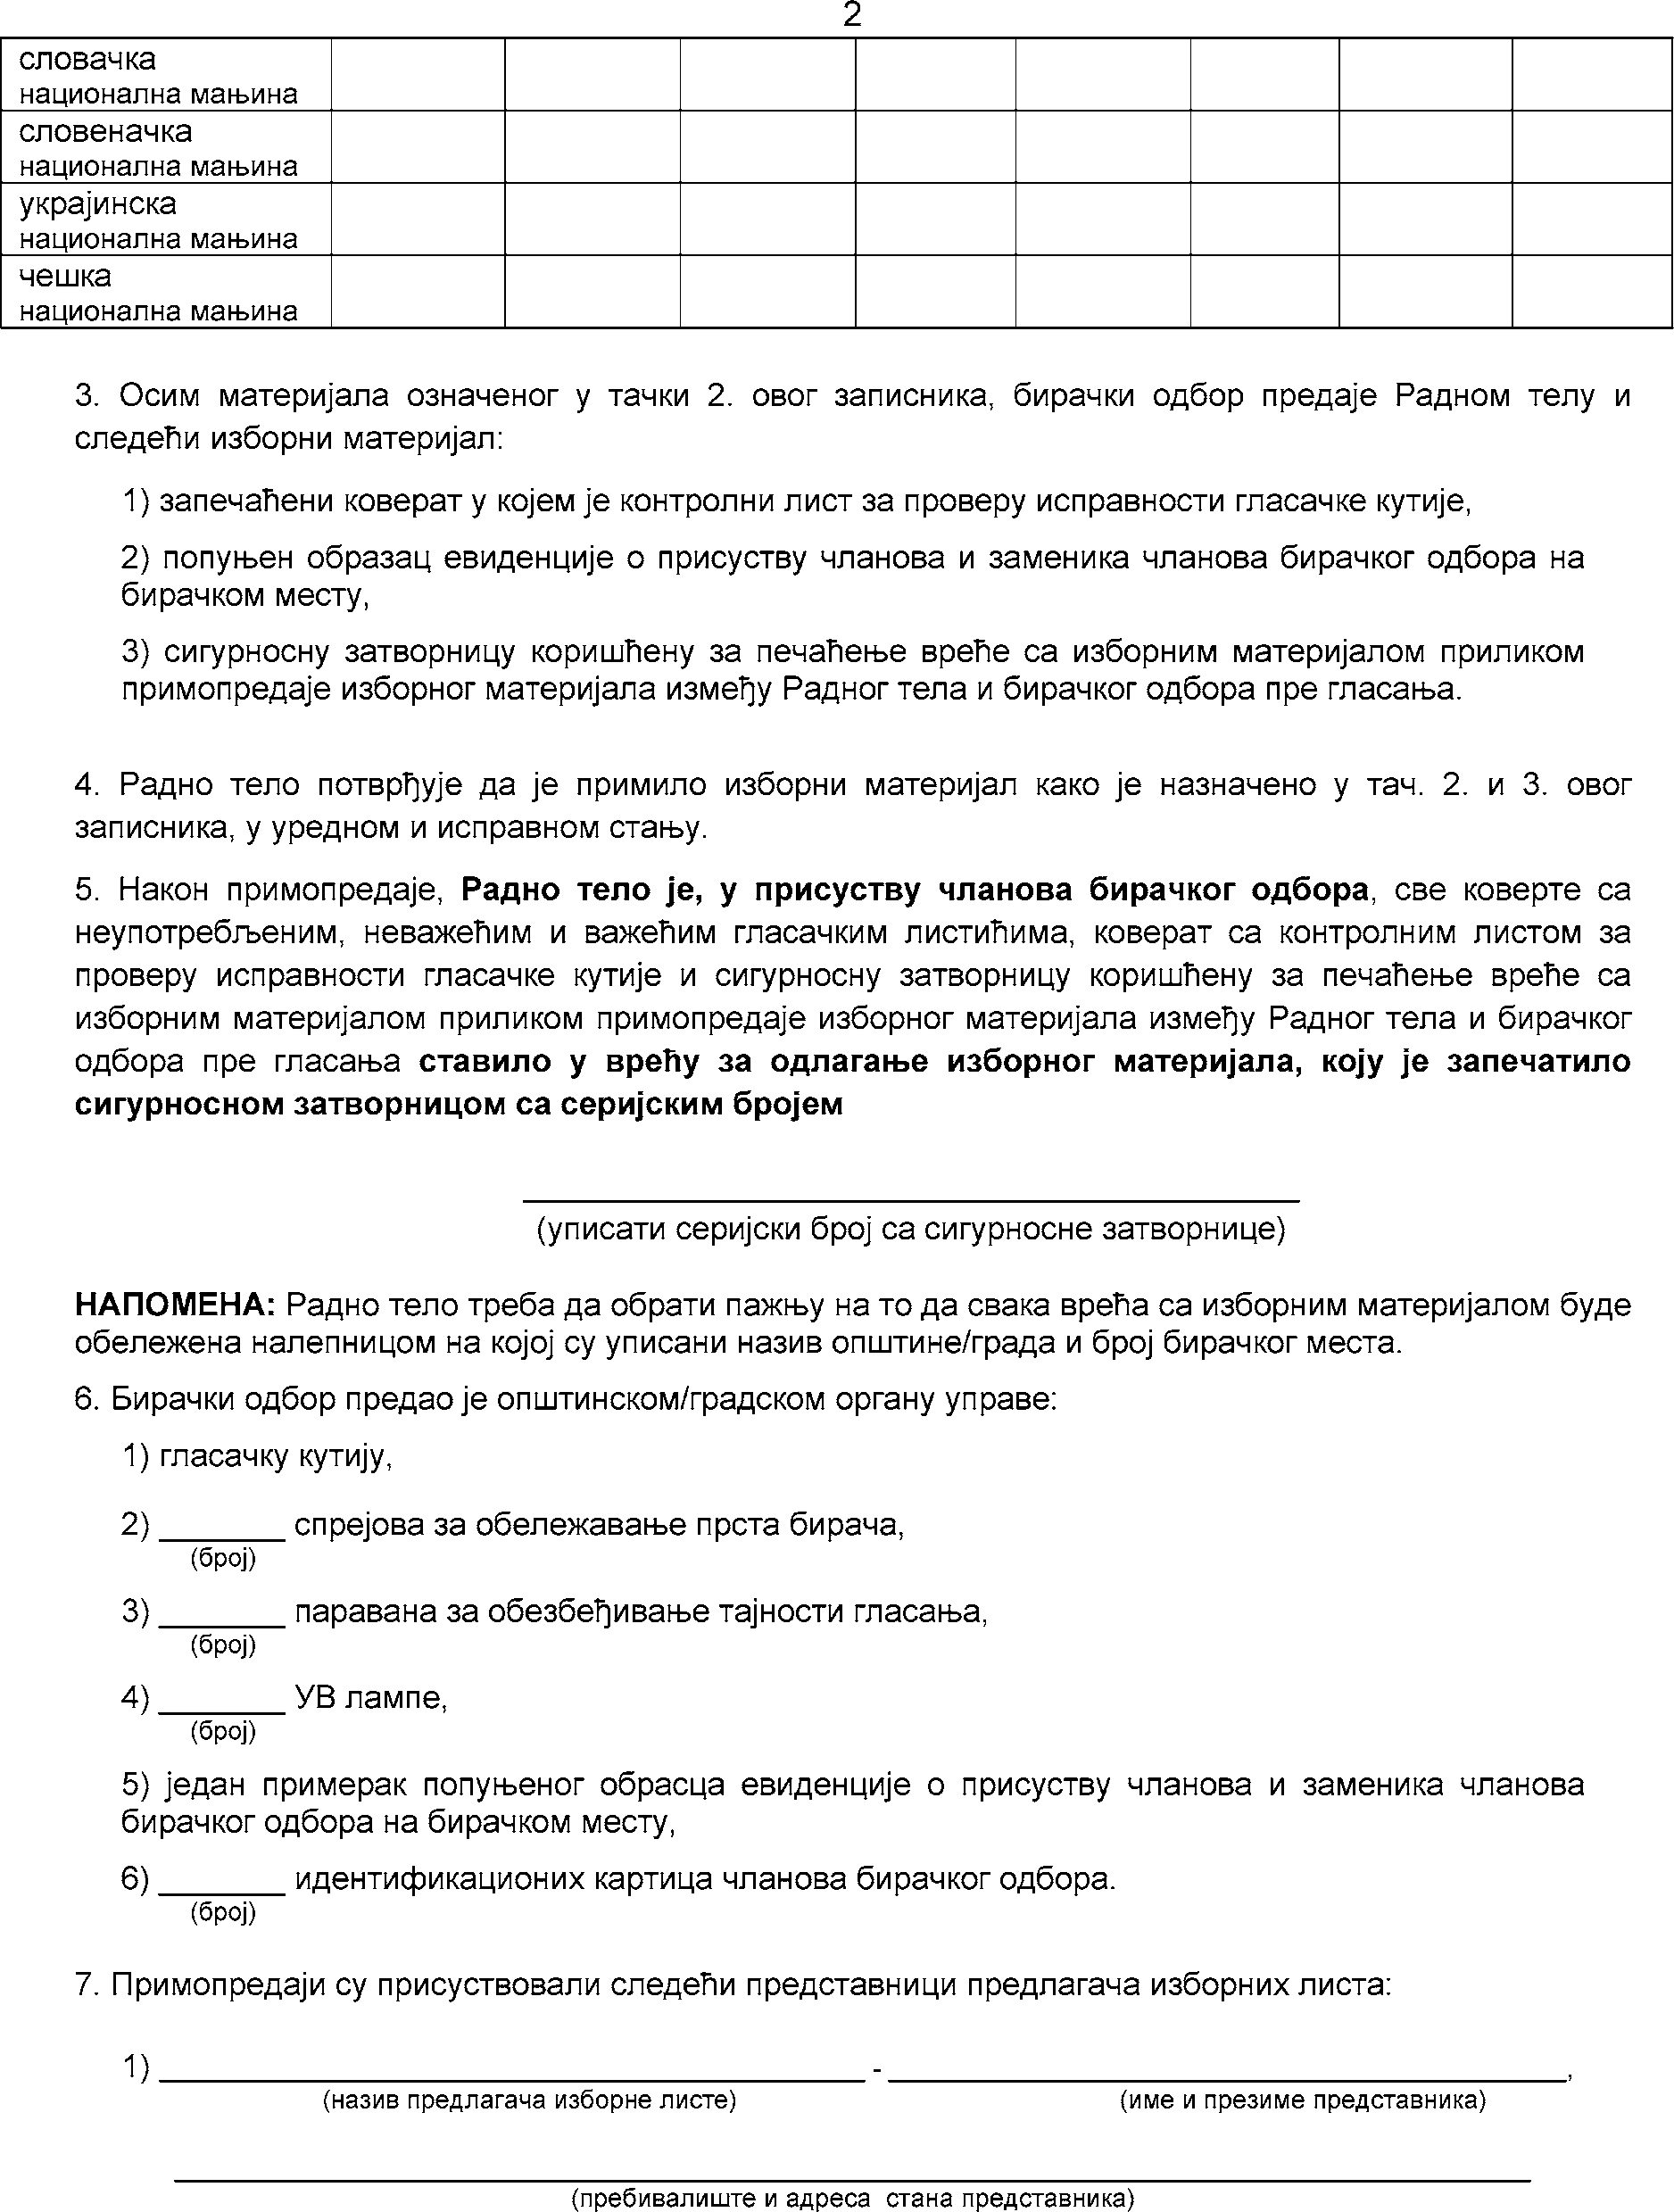 2
словачка
национална мањина
словеначка
национална мањина
украјинска
национална мањина
чешка
национална мањина
3. Осим материјала означеног у тачки 2. овог записника, бирачки одбор предаје Радном телу и
следећи изборни материјал:
1) запечаћени коверат у којем је контролни лист за проверу исправности гласачке кутије,
2) попуњен образац евиденције о присуству чланова и заменика чланова бирачког одбора на
бирачком месту,
3) сигурносну затворницу коришћену за печаћење вреће са изборним материјалом приликом
примопредаје изборног материјала између Радног тела и бирачког одбора пре гласања.
4. Радно тело потврђује да је примило изборни материјал како је назначено у тач. 2. и 3. овог
записника, у уредном и исправном стању.
5. Након примопредаје, Радно тело је, у присуству чланова бирачког одбора, све коверте са
неупотребљеним, неважећим и важећим гласачким листићима, коверат са контролним листом за
проверу исправности гласачке кутије и сигурносну затворницу коришћену за печаћење вреће са
изборним материјалом приликом примопредаје изборног материјала између Радног тела и бирачког
одбора пре гласања ставило у врећу за одлагање изборног материјала, коју је запечатило
сигурносном затворницом са серијским бројем
(уписати серијски број са сигурносне затворнице)
НАПОМЕНА: Радно тело треба да обрати пажњу на то да свака врећа са изборним материјалом буде
обележена налепницом на којој су уписани назив општине/града и број бирачког места.
6. Бирачки одбор предао је општинском/градском органу управе:
1) гласачку кутију,
2) _______ спрејова за обележавање прста бирача,
(број)
3) _______ паравана за обезбеђивање тајности гласања,
(број)
4) _______ УВ лампе,
(број)
5) један примерак попуњеног обрасца евиденције о присуству чланова и заменика чланова
бирачког одбора на бирачком месту,
6) _______ идентификационих картица чланова бирачког одбора.
(број)
7. Примопредаји су присуствовали следећи представници предлагача изборних листа:
1) _______________________________________ - _____________________________________,
(назив предлагача изборне листе) (име и презиме представника)
(пребивалиште и адреса стана представника)